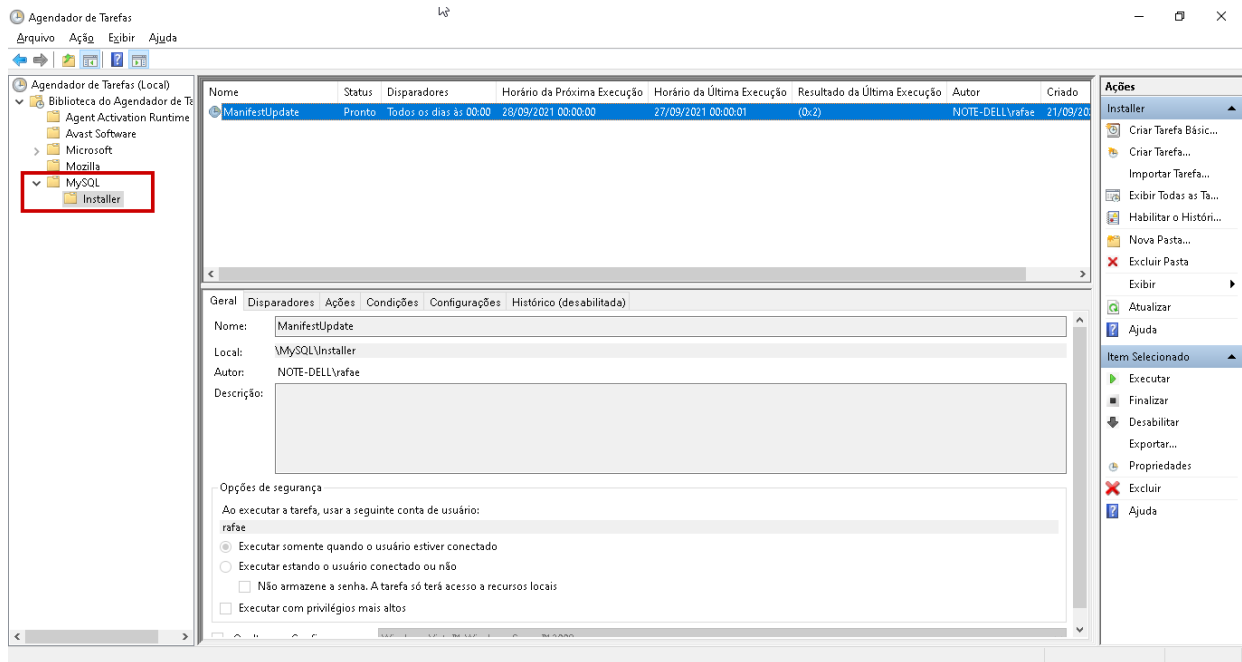 Agendador de Tarefas
Arquivo Ação Exibir Ajuda
Agendador de Tarefas (Local)
Biblioteca do Agendador de Ta
Agent Activation Runtime
Avast Software
Microsoft
Mozilla
MySQL
Installer
Nome Status Disparadores Horário da Próxima Execução Horário da Última Execução Resultado da Última Execução Autor Criado
ManifestUpdate Pronto Todos os dias às 00:00 28/09/2021 00:00:00 27/09/2021 00:00:01 (0x2) NOTE-DELL\rafae 21/09/20
Geral Disparadores Ações Condições Configurações Histórico (desabilitada)
Nome: ManifestUpdate
Local: \MySQL\Installer
Autor: NOTE-DELL\rafae
Descrição:
Opções de segurança
Ao executar a tarefa, usar a seguinte conta de usuário:
rafae
Executar somente quando o usuário estiver conectado
Executar estando o usuário conectado ou não
Não armazene a senha. A tarefa só terá acesso a recursos locais
Executar com privilégios mais altos
Ações
Installer
Criar Tarefa Básic...
Criar Tarefa...
Importar Tarefa...
Exibir Todas as Ta...
Habilitar o Históri...
Nova Pasta...
Excluir Pasta
Exibir
Atualizar
Ajuda
Item Selecionado
Executar
Finalizar
Desabilitar
Exportar...
Propriedades
Excluir
Ajuda